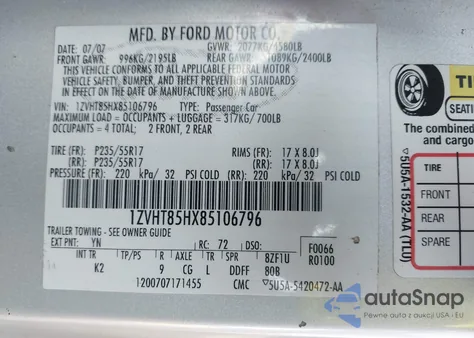 MFD. BY FORD MOTOR CO.
07/07 GVWR: 2077KG/4580LB
FRONT GAWR: 996KG/2195LB REAR GAWR: 1089KG/2400LB
THIS VEHICLE CONFORMS TO ALL APPLICABLE FEDERAL MOTOR
VEHICLE SAFETY, BUMPER, AND THEFT PREVENTION STANDARDS
IN EFFECT ON THE DATE OF MANUFACTURE SHOWN ABOVE.
VIN: 1ZVHT85HX85106796 TYPE: Passenger Car
MAXIMUM LOAD = OCCUPANTS + LUGGAGE = 317KG/700LB
OCCUPANTS = 4 TOTAL; 2 FRONT, 2 REAR
TIRE (FR): P235/55R17 RIMS (FR): 17 X 8.0J
(RR): P235/55R17 (RR): 17 X 8.0J
PRESSURE (FR): 220 kPa/ 32 PSI COLD (RR): 220 kPa/ 32 PSI COLD
1ZVHT85HX85106796
TRAILER TOWING - SEE OWNER GUIDE
EXT PNT: YN RC: 72 DSO: F0066
R0100
INT TR TP/PS R AXLE TR SPR 8ZF1U
K2 9 CG L DDFF 80B
1200707171455 CMC 5U5A-5420472-AA
TI
SEATING
The combined
and cargo
TIRE
FRONT
REAR
SPARE
5U5A-1532-AA (TL0)
autoSnap
Pewne auta z USA i EU